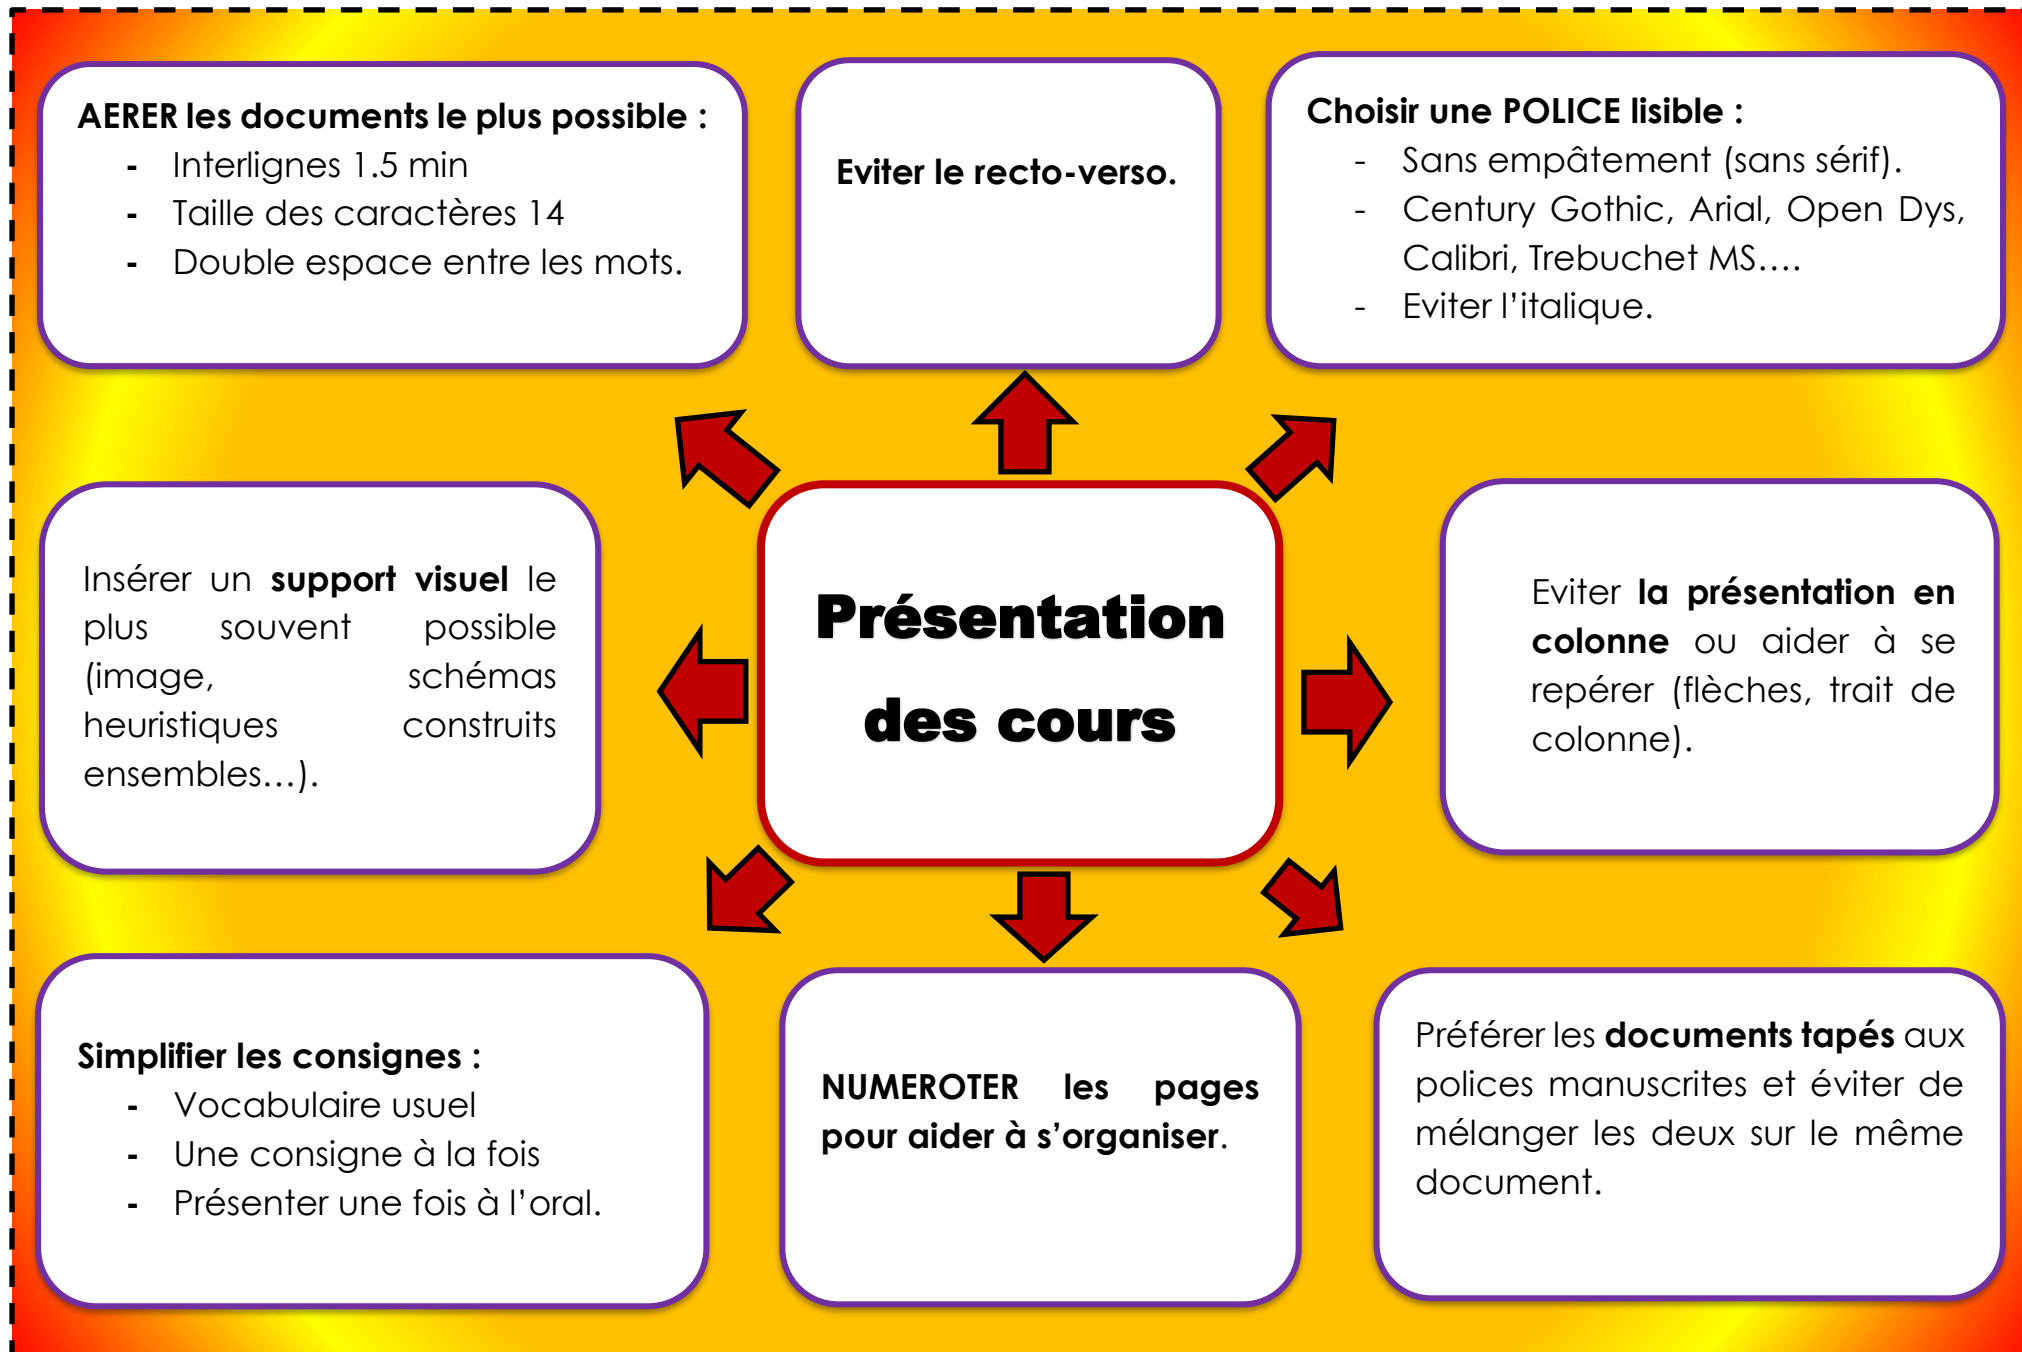 AERER les documents le plus possible :
- Interlignes 1.5 min
- Taille des caractères 14
- Double espace entre les mots.
Eviter le recto-verso.
Choisir une POLICE lisible :
- Sans empâtement (sans sérif).
- Century Gothic, Arial, Open Dys,
Calibri, Trebuchet MS….
- Eviter l’italique.
Insérer un support visuel le
plus souvent possible
(image, schémas
heuristiques construits
ensembles…).
Présentation
des cours
Eviter la présentation en
colonne ou aider à se
repérer (flèches, trait de
colonne).
Simplifier les consignes :
- Vocabulaire usuel
- Une consigne à la fois
- Présenter une fois à l’oral.
NUMEROTER les pages
pour aider à s’organiser.
Préférer les documents tapés aux
polices manuscrites et éviter de
mélanger les deux sur le même
document.